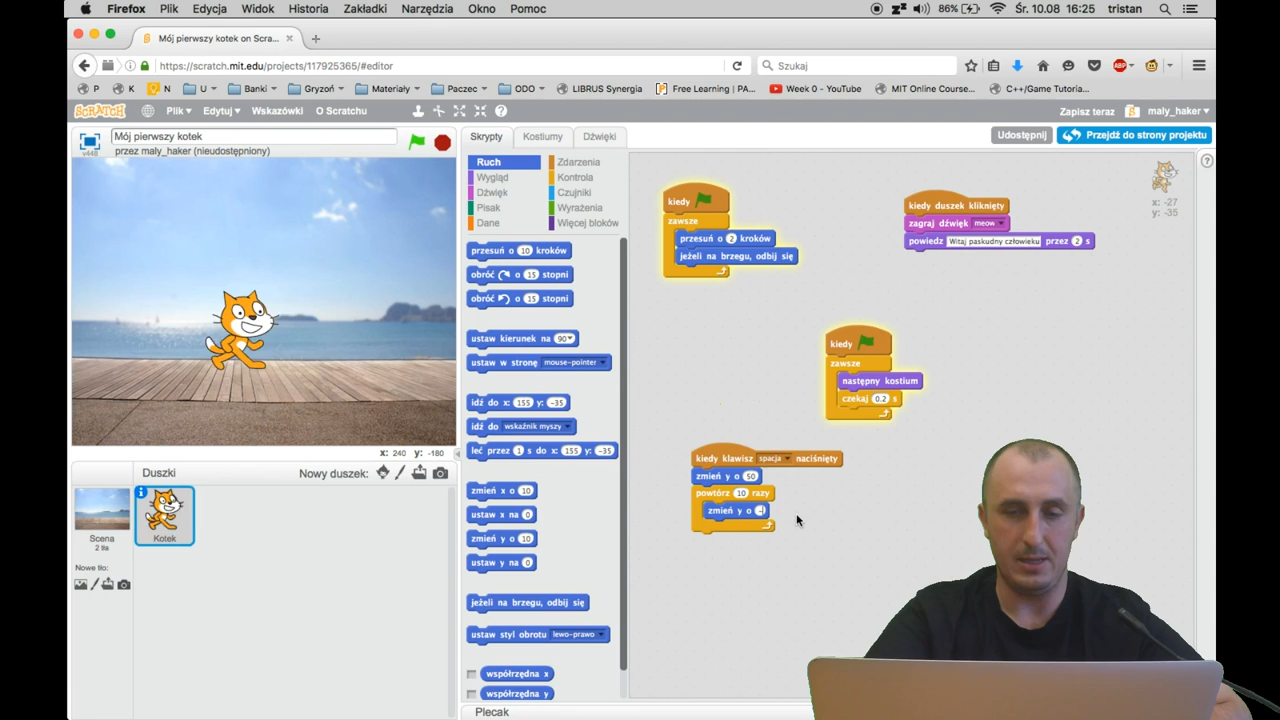 Firefox Plik Edycja Widok Historia Zakładki Narzędzia Okno Pomoc 86% Śr. 10.08 16:25 tristan
Mój pierwszy kotek on Scra... × +
https://scratch.mit.edu/projects/117925365/#editor Szukaj
P K N U Banki Gryzoń Materiały Paczec ODO LIBRUS Synergia Free Learning | PA... Week 0 - YouTube MIT Online Course... C++/Game Tutoria...
SCRATCH Plik Edytuj Wskazówki O Scratchu Zapisz teraz maly_haker
v448 Mój pierwszy kotek
przez maly_haker (nieudostępniony)
Skrypty Kostiumy Dźwięki
Udostępnij Przejdź do strony projektu
Ruch Zdarzenia
Wygląd Kontrola
Dźwięk Czujniki
Pisak Wyrażenia
Dane Więcej bloków
przesuń o 10 kroków
obróć o 15 stopni
obróć o 15 stopni
ustaw kierunek na 90
ustaw w stronę mouse-pointer
idź do x: 155 y: -35
idź do wskaźnik myszy
leć przez 1 s do x: 155 y: -35
zmień x o 10
ustaw x na 0
zmień y o 10
ustaw y na 0
jeżeli na brzegu, odbij się
ustaw styl obrotu lewo-prawo
współrzędna x
współrzędna y
kiedy
zawsze
przesuń o 2 kroków
jeżeli na brzegu, odbij się
kiedy duszek kliknięty
zagraj dźwięk meow
powiedz Witaj paskudny człowieku przez 2 s
x: -27
y: -35
kiedy
zawsze
następny kostium
czekaj 0.2 s
kiedy klawisz spacja naciśnięty
zmień y o 50
powtórz 10 razy
zmień y o -
x: 240 y: -180
Duszki Nowy duszek:
Scena
2 tła
Kotek
Nowe tło:
Plecak